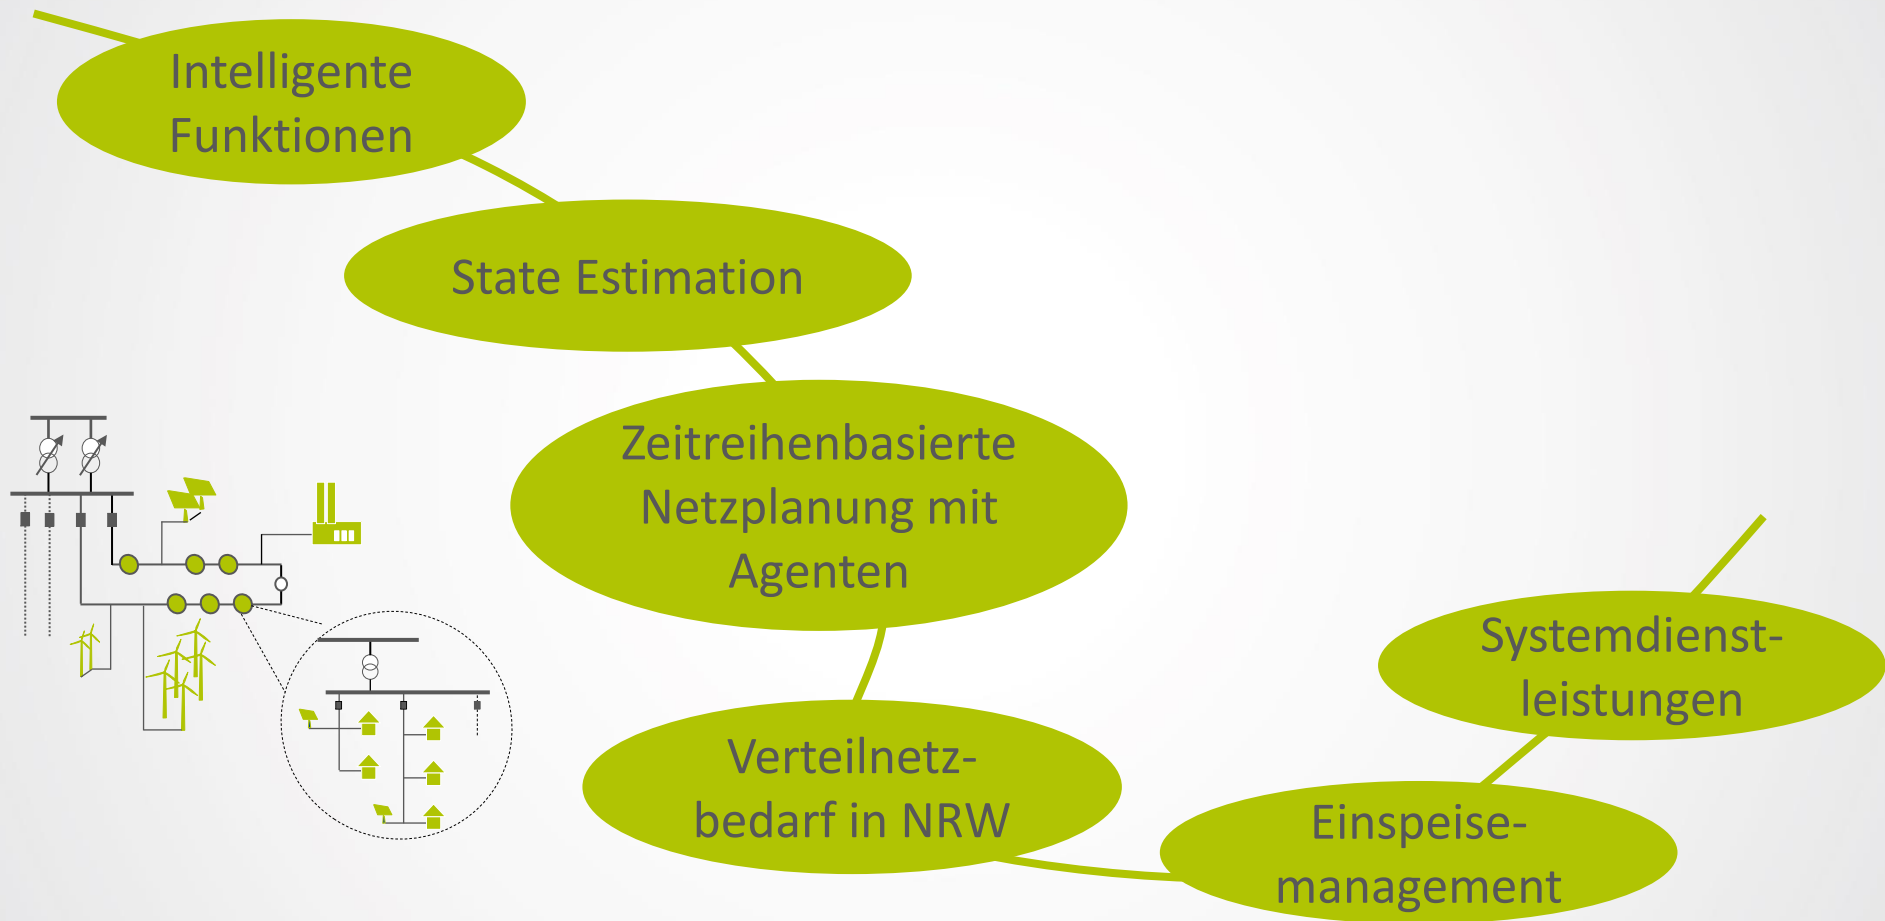 Intelligente
Funktionen
State Estimation
Zeitreihenbasierte
Netzplanung mit
Agenten
Verteilnetz-
bedarf in NRW
Einspeise-
management
Systemdienst-
leistungen